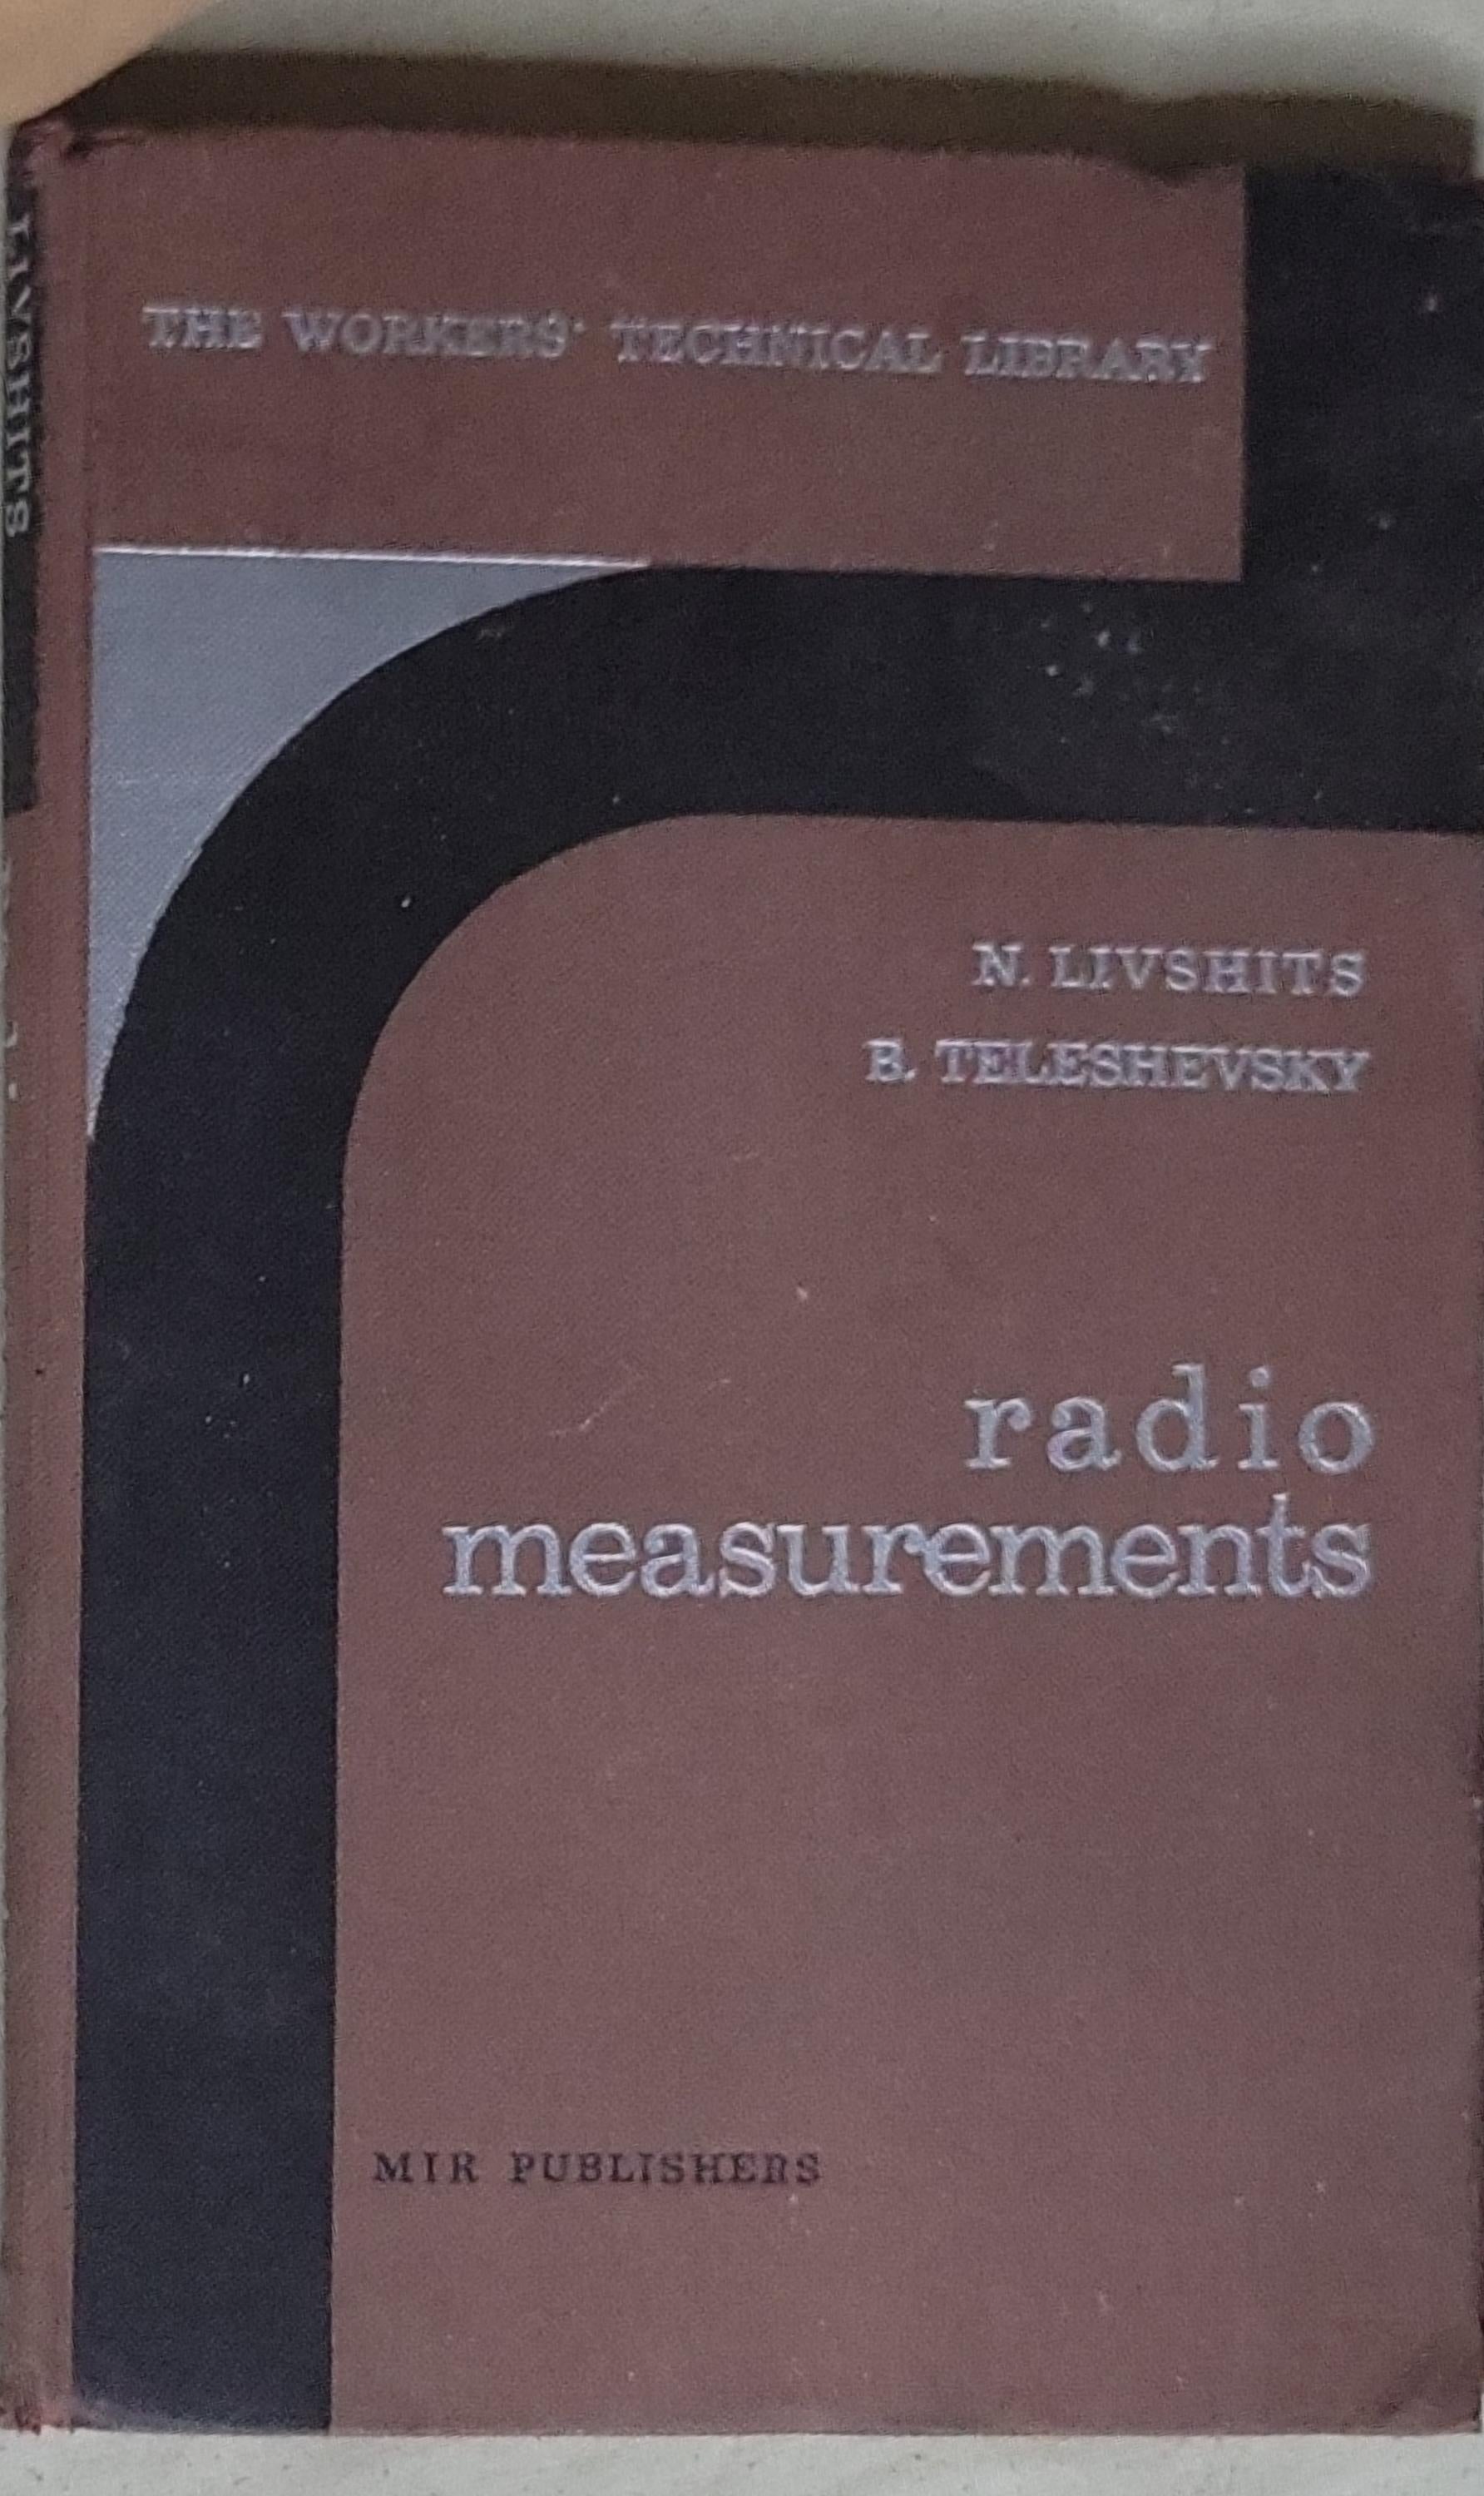 THE WORKERS' TECHNICAL LIBRARY
LIVSHITS
N. LIVSHITS
B. TELESHEVSKY
radio
measurements
MIR PUBLISHERS